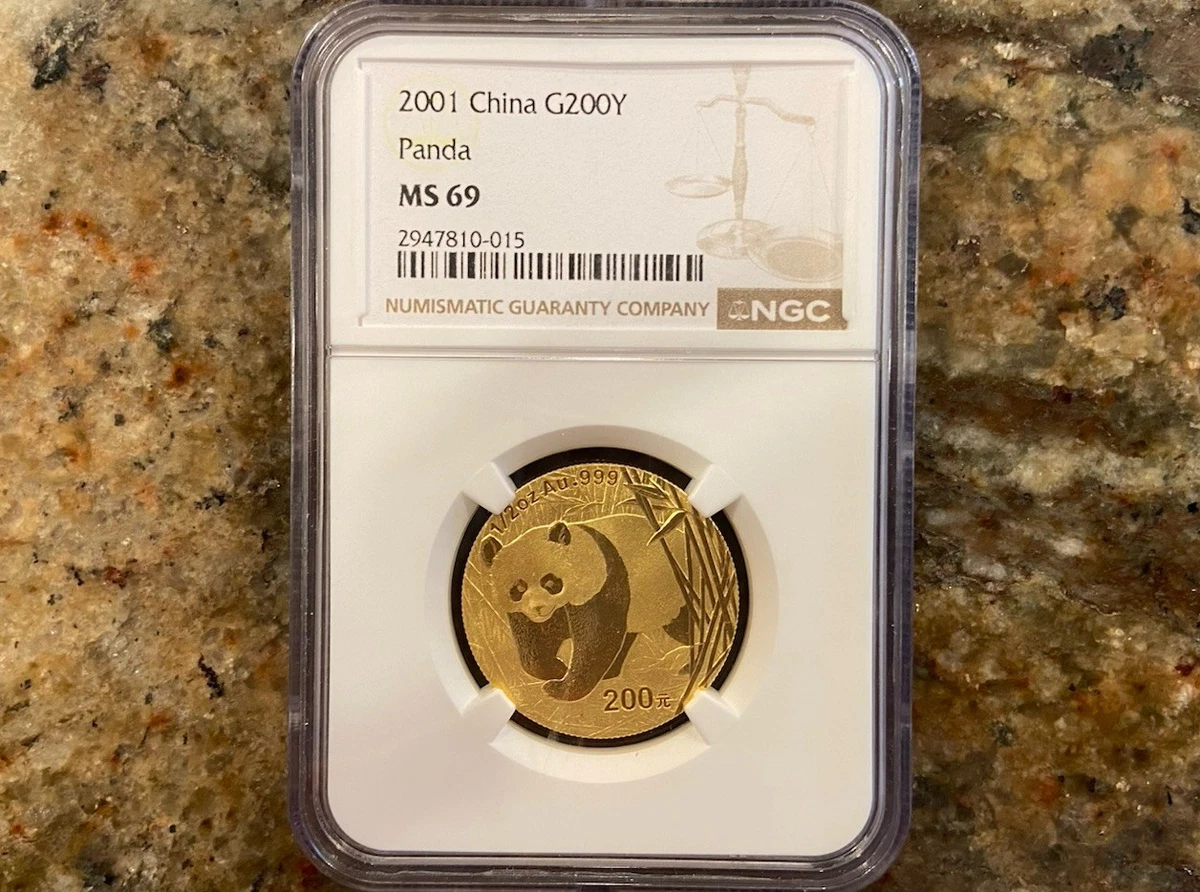 2001 China G200Y
Panda
MS 69
2947810-015
NUMISMATIC GUARANTY COMPANY
NGC
1/2oz Au.999
200元